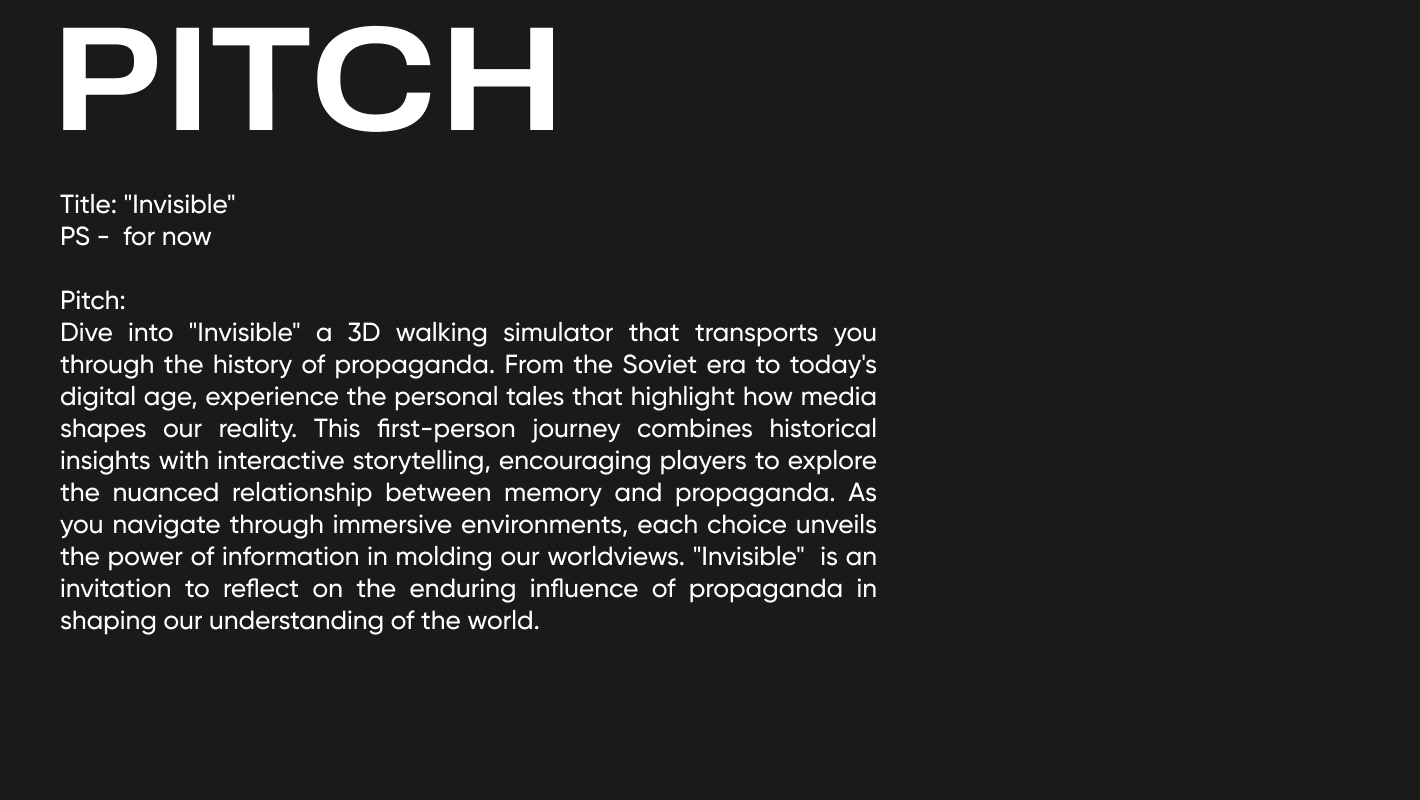 PITCH
Title: "Invisible"
PS -  for now
Pitch:
Dive into "Invisible" a 3D walking simulator that transports you
through the history of propaganda. From the Soviet era to today's
digital age, experience the personal tales that highlight how media
shapes our reality. This first-person journey combines historical
insights with interactive storytelling, encouraging players to explore
the nuanced relationship between memory and propaganda. As
you navigate through immersive environments, each choice unveils
the power of information in molding our worldviews. "Invisible"  is an
invitation to reflect on the enduring influence of propaganda in
shaping our understanding of the world.